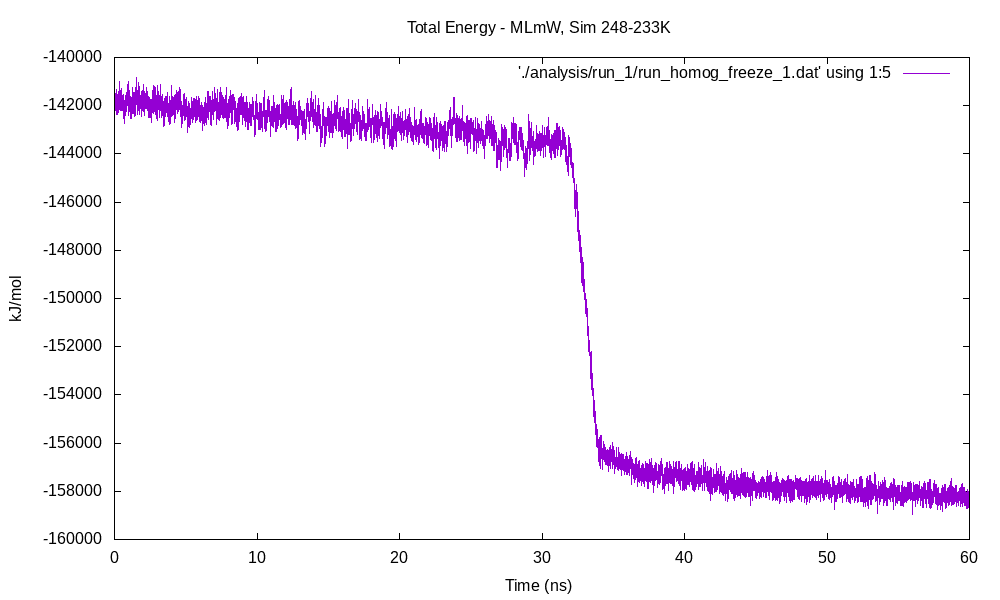 Total Energy - MLmW, Sim 248-233K
'./analysis/run_1/run_homog_freeze_1.dat' using 1:5
-140000
-142000
-144000
-146000
-148000
-150000
-152000
-154000
-156000
-158000
-160000
kJ/mol
0 10 20 30 40 50 60
Time (ns)